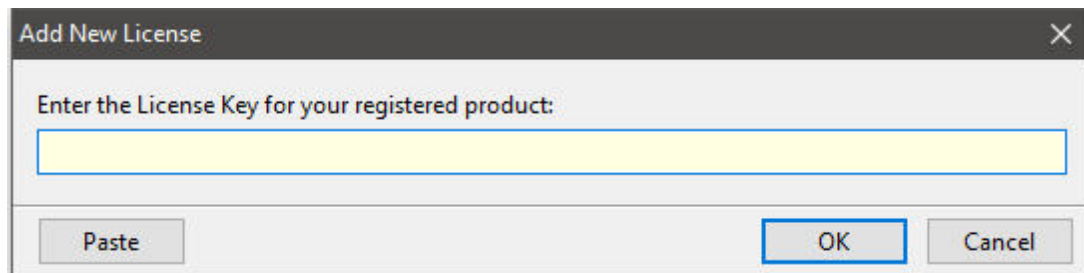 Add New License
Enter the License Key for your registered product:
Paste OK Cancel